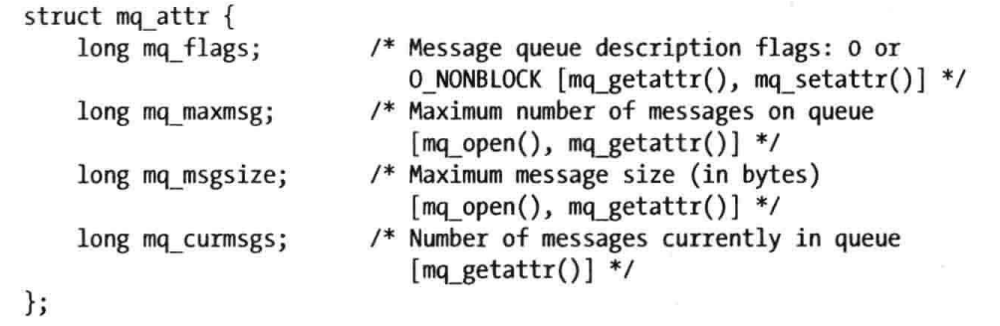 struct mq_attr {
    long mq_flags;          /* Message queue description flags: 0 or
                               O_NONBLOCK [mq_getattr(), mq_setattr()] */
    long mq_maxmsg;         /* Maximum number of messages on queue
                               [mq_open(), mq_getattr()] */
    long mq_msgsize;        /* Maximum message size (in bytes)
                               [mq_open(), mq_getattr()] */
    long mq_curmsgs;        /* Number of messages currently in queue
                               [mq_getattr()] */
};